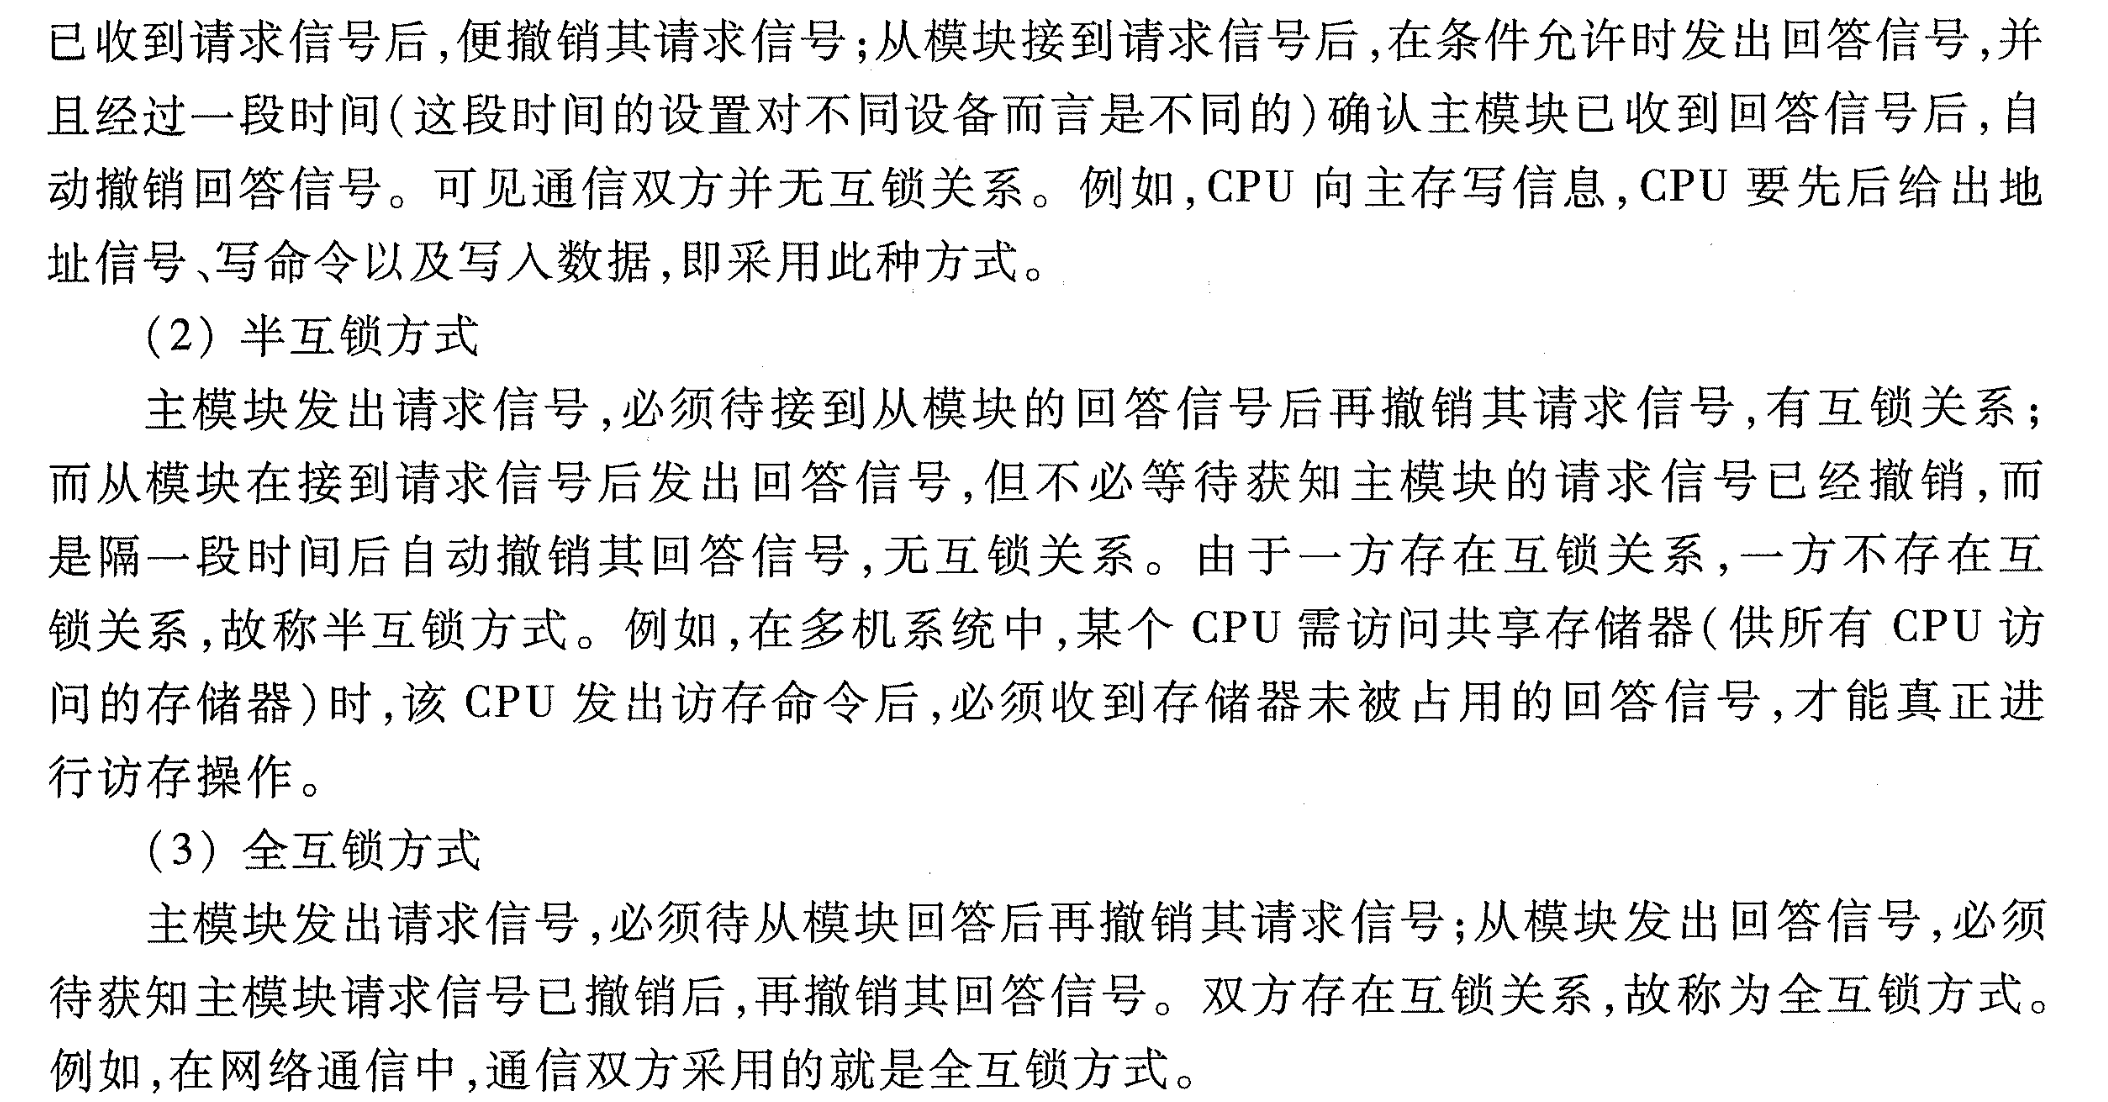 已收到请求信号后,便撤销其请求信号;从模块接到请求信号后,在条件允许时发出回答信号,并
且经过一段时间(这段时间的设置对不同设备而言是不同的)确认主模块已收到回答信号后,自
动撤销回答信号。可见通信双方并无互锁关系。例如,CPU 向主存写信息,CPU 要先后给出地
址信号、写命令以及写入数据,即采用此种方式。
(2) 半互锁方式
主模块发出请求信号,必须待接到从模块的回答信号后再撤销其请求信号,有互锁关系;
而从模块在接到请求信号后发出回答信号,但不必等待获知主模块的请求信号已经撤销,而
是隔一段时间后自动撤销其回答信号,无互锁关系。由于一方存在互锁关系,一方不存在互
锁关系,故称半互锁方式。例如,在多机系统中,某个 CPU 需访问共享存储器(供所有 CPU 访
问的存储器)时,该 CPU 发出访存命令后,必须收到存储器未被占用的回答信号,才能真正进
行访存操作。
(3) 全互锁方式
主模块发出请求信号,必须待从模块回答后再撤销其请求信号;从模块发出回答信号,必须
待获知主模块请求信号已撤销后,再撤销其回答信号。双方存在互锁关系,故称为全互锁方式。
例如,在网络通信中,通信双方采用的就是全互锁方式。